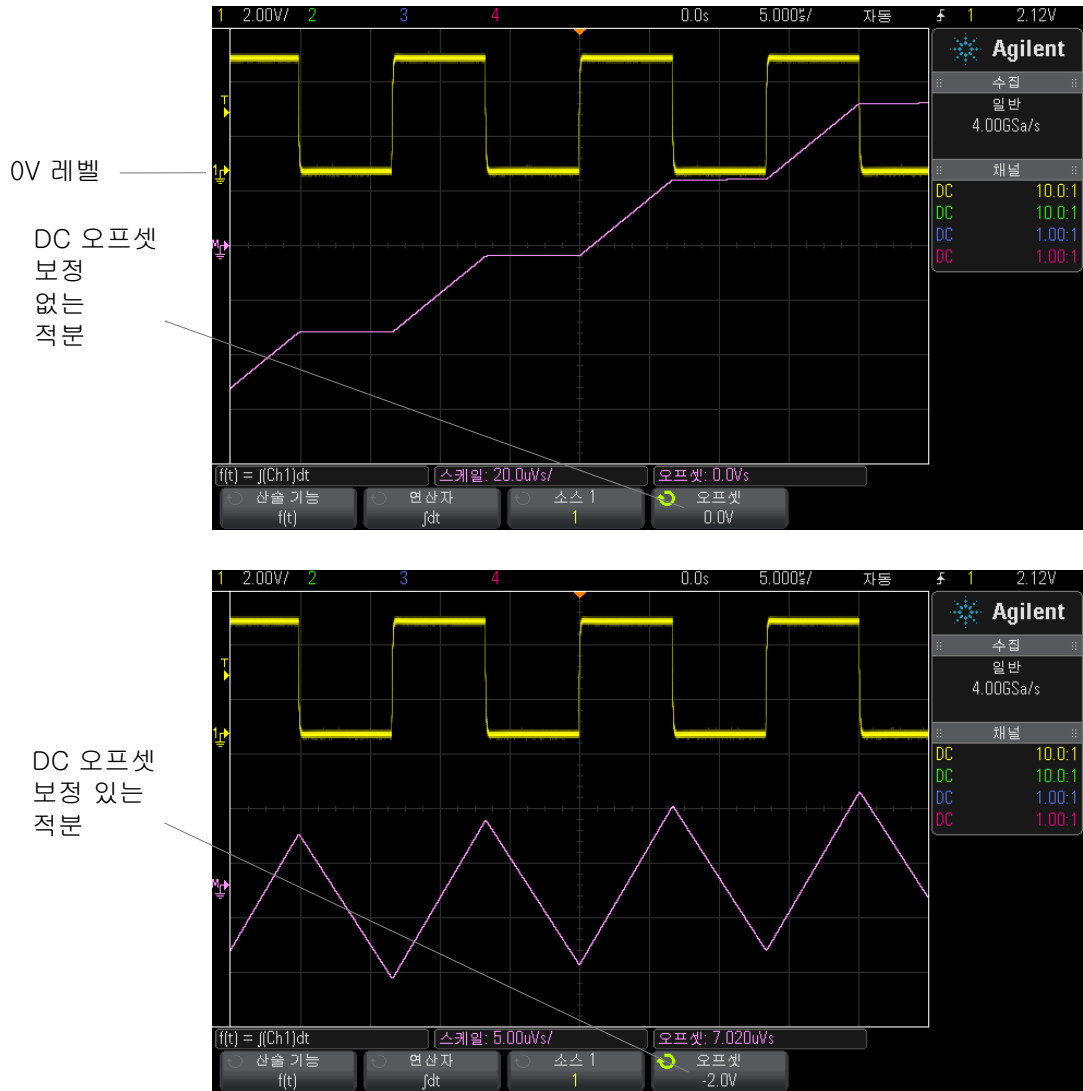 1 2.00V/ 2 3 4 0.0s 5.000㎲/ 자동 1 2.12V
Agilent
수집
일반
4.00GSa/s
채널
DC 10.0:1
DC 10.0:1
DC 1.00:1
DC 1.00:1
T
1
M
0V 레벨
DC 오프셋
보정
없는
적분
f(t) = ∫(Ch1)dt 스케일: 20.0uVs/ 오프셋: 0.0Vs
산술 기능 연산자 소스 1 오프셋
f(t) ∫dt 1 0.0V
1 2.00V/ 2 3 4 0.0s 5.000㎲/ 자동 1 2.12V
Agilent
수집
일반
4.00GSa/s
채널
DC 10.0:1
DC 10.0:1
DC 1.00:1
DC 1.00:1
T
1
M
DC 오프셋
보정 있는
적분
f(t) = ∫(Ch1)dt 스케일: 5.00uVs/ 오프셋: 7.020uVs
산술 기능 연산자 소스 1 오프셋
f(t) ∫dt 1 -2.0V